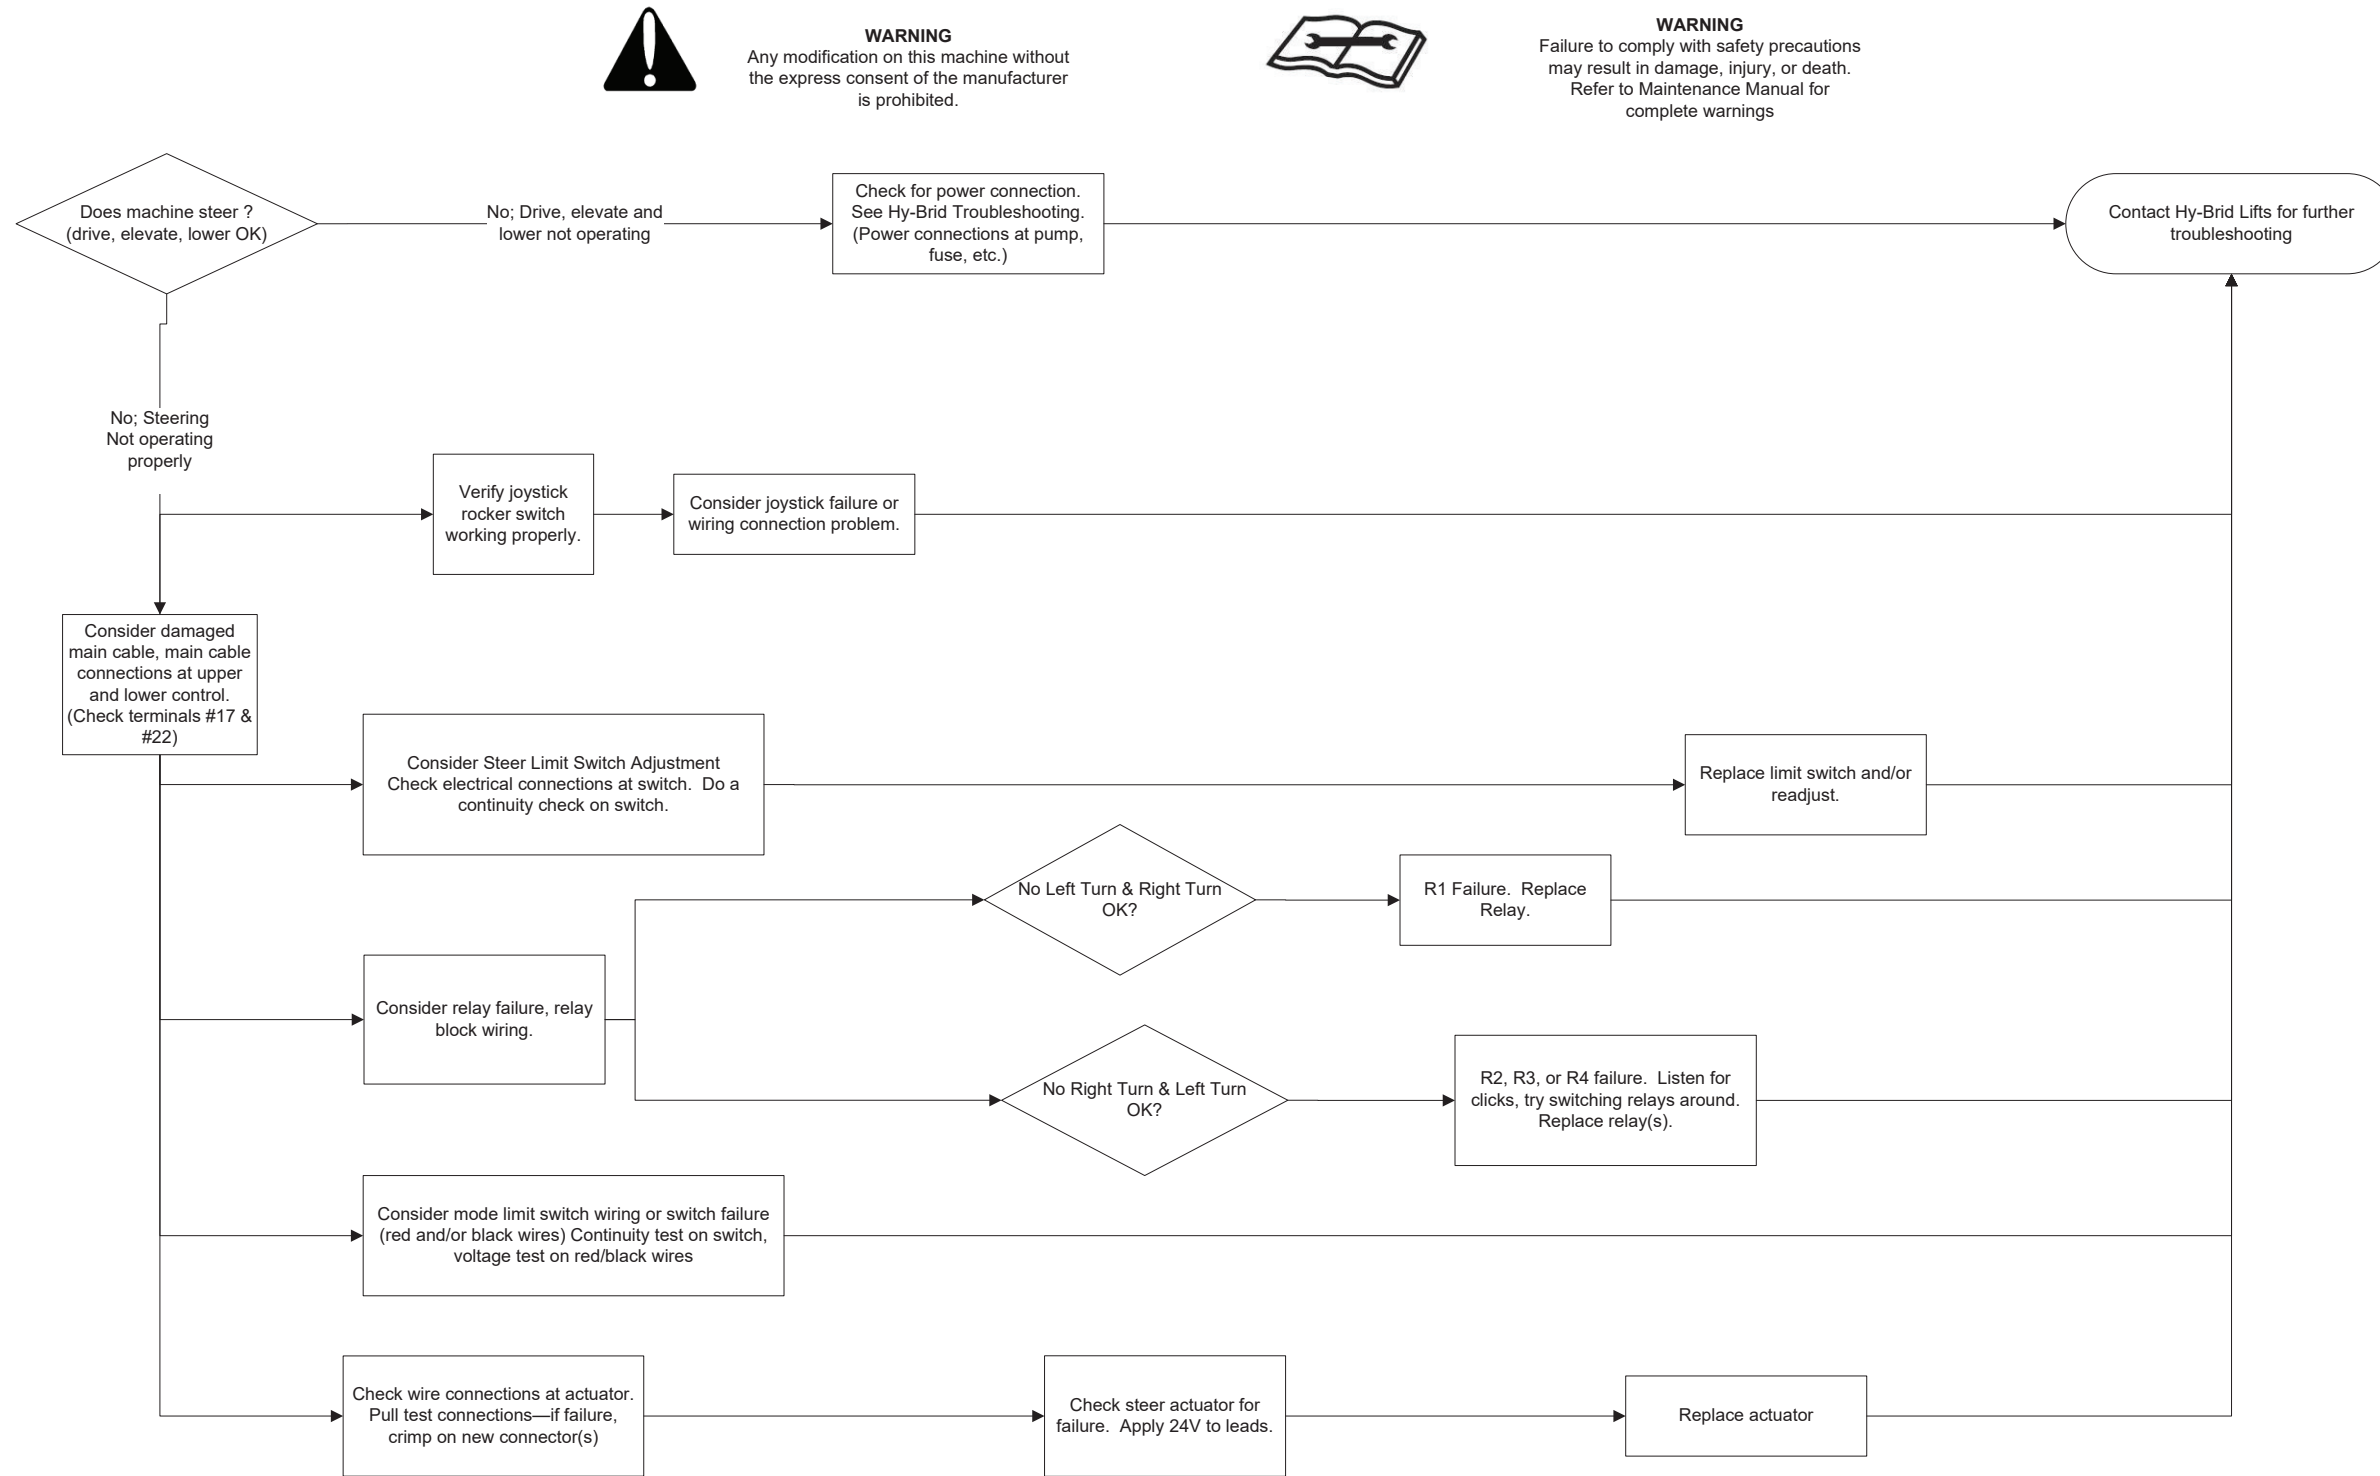 WARNING
Any modification on this machine without
the express consent of the manufacturer
is prohibited.
WARNING
Failure to comply with safety precautions
may result in damage, injury, or death.
Refer to Maintenance Manual for
complete warnings
Does machine steer ?
(drive, elevate, lower OK)
No; Drive, elevate and
lower not operating
Check for power connection.
See Hy-Brid Troubleshooting.
(Power connections at pump,
fuse, etc.)
Contact Hy-Brid Lifts for further
troubleshooting
No; Steering
Not operating
properly
Verify joystick
rocker switch
working properly.
Consider joystick failure or
wiring connection problem.
Consider damaged
main cable, main cable
connections at upper
and lower control.
(Check terminals #17 &
#22)
Consider Steer Limit Switch Adjustment
Check electrical connections at switch.  Do a
continuity check on switch.
Replace limit switch and/or
readjust.
No Left Turn & Right Turn
OK?
R1 Failure.  Replace
Relay.
Consider relay failure, relay
block wiring.
No Right Turn & Left Turn
OK?
R2, R3, or R4 failure.  Listen for
clicks, try switching relays around.
Replace relay(s).
Consider mode limit switch wiring or switch failure
(red and/or black wires) Continuity test on switch,
voltage test on red/black wires
Check wire connections at actuator.
Pull test connections—if failure,
crimp on new connector(s)
Check steer actuator for
failure.  Apply 24V to leads.
Replace actuator